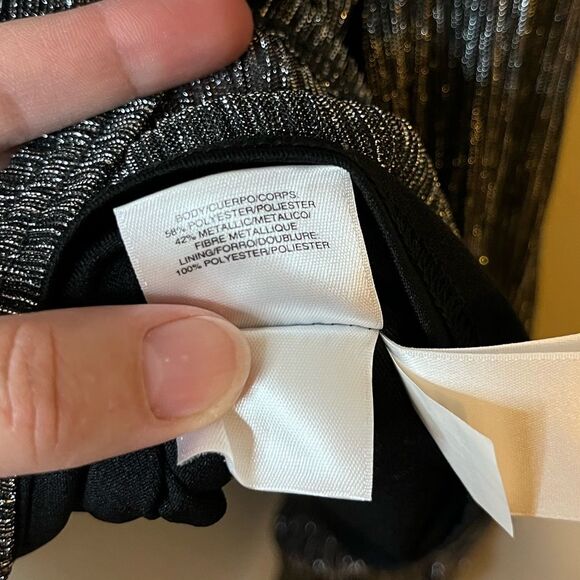 BODY/CUERPO/CORPS:
58% POLYESTER/POLIESTER
42% METALLIC/METALICO/
FIBRE METALLIQUE
LINING/FORRO/DOUBLURE:
100% POLYESTER/POLIESTER